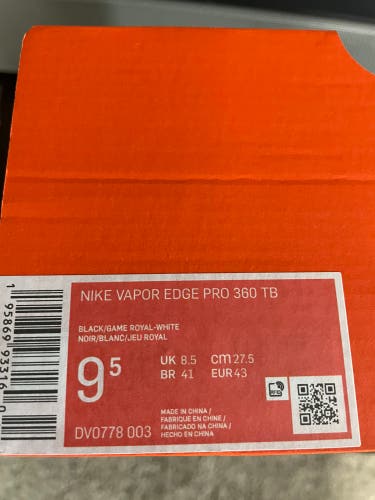 NIKE VAPOR EDGE PRO 360 TB
BLACK/GAME ROYAL-WHITE
NOIR/BLANC/JEU ROYAL
9⁵
UK 8.5 CM 27.5
BR 41 EUR 43
MADE IN CHINA /
FABRIQUE EN CHINE /
FABRICADO NA CHINA /
HECHO EN CHINA
DV0778 003